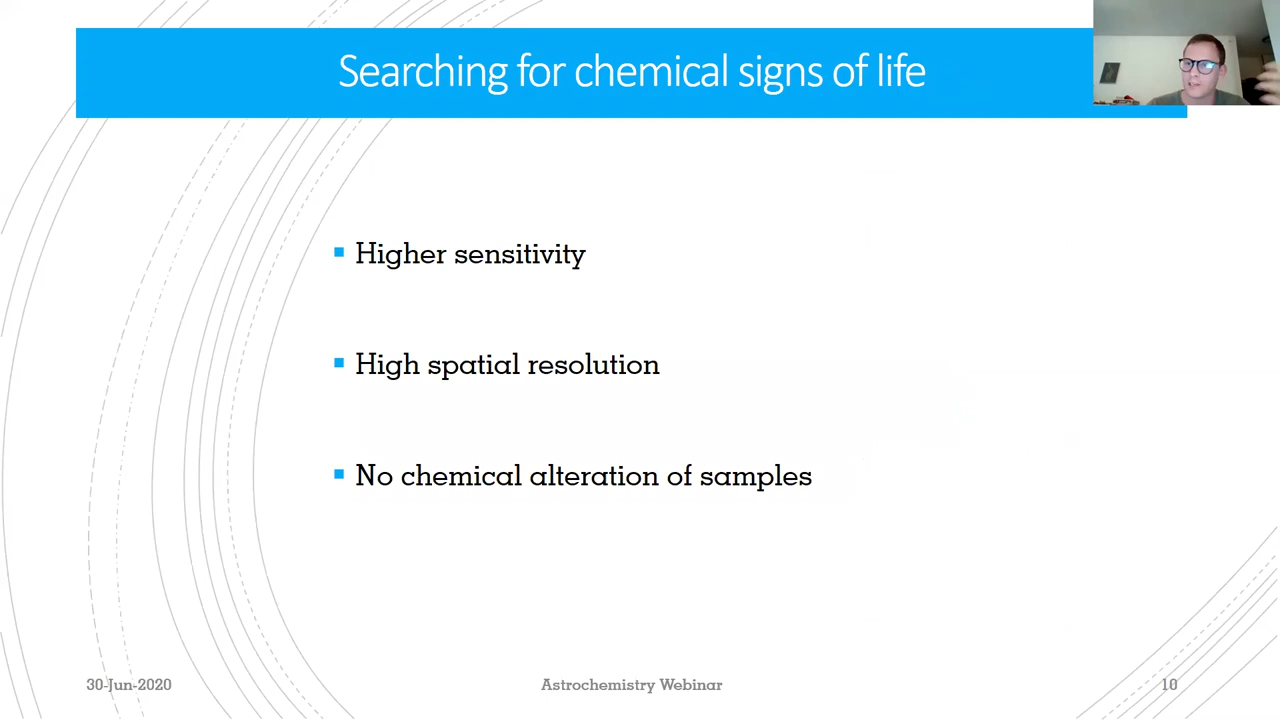 Searching for chemical signs of life
Higher sensitivity
High spatial resolution
No chemical alteration of samples
30-Jun-2020
Astrochemistry Webinar
10